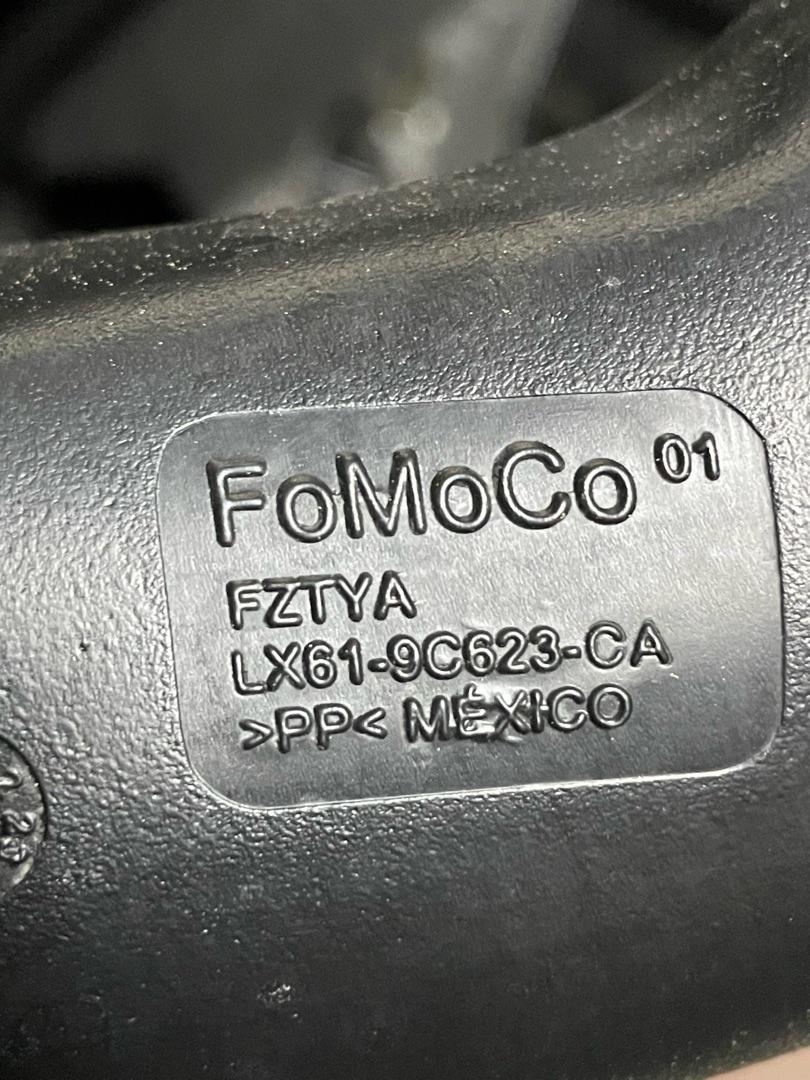 FoMoCo 01
FZTYA
LX61-9C623-CA
>PP< MÉXICO